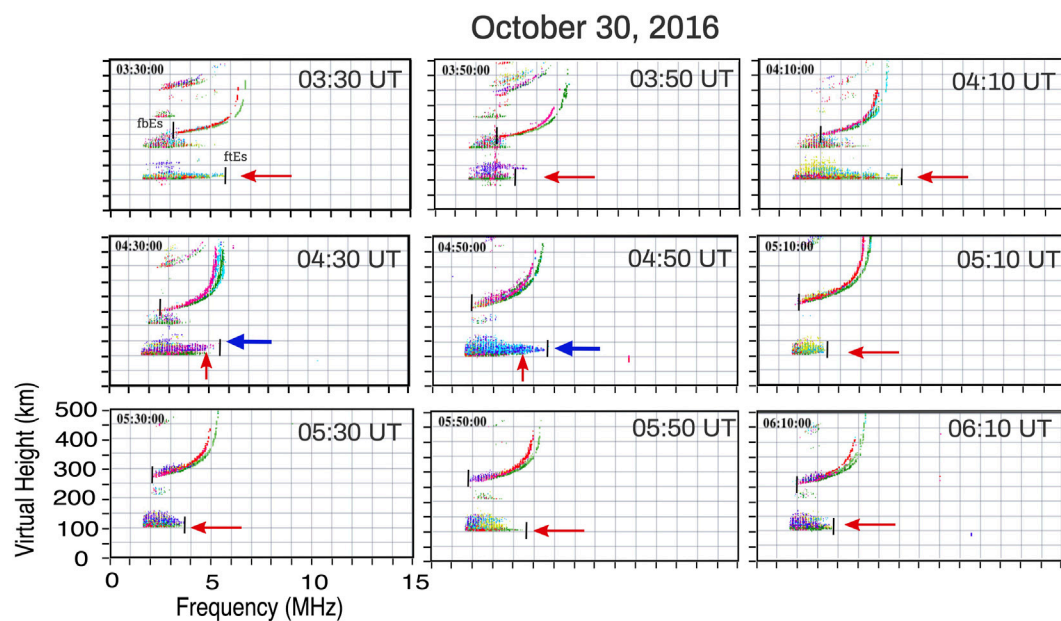 October 30, 2016
03:30:00
03:30 UT
fbEs
ftEs
03:50:00
03:50 UT
04:10:00
04:10 UT
04:30:00
04:30 UT
04:50:00
04:50 UT
05:10:00
05:10 UT
Virtual Height (km)
500
400
300
200
100
0
05:30:00
05:30 UT
05:50:00
05:50 UT
06:10:00
06:10 UT
0 5 10 15
Frequency (MHz)